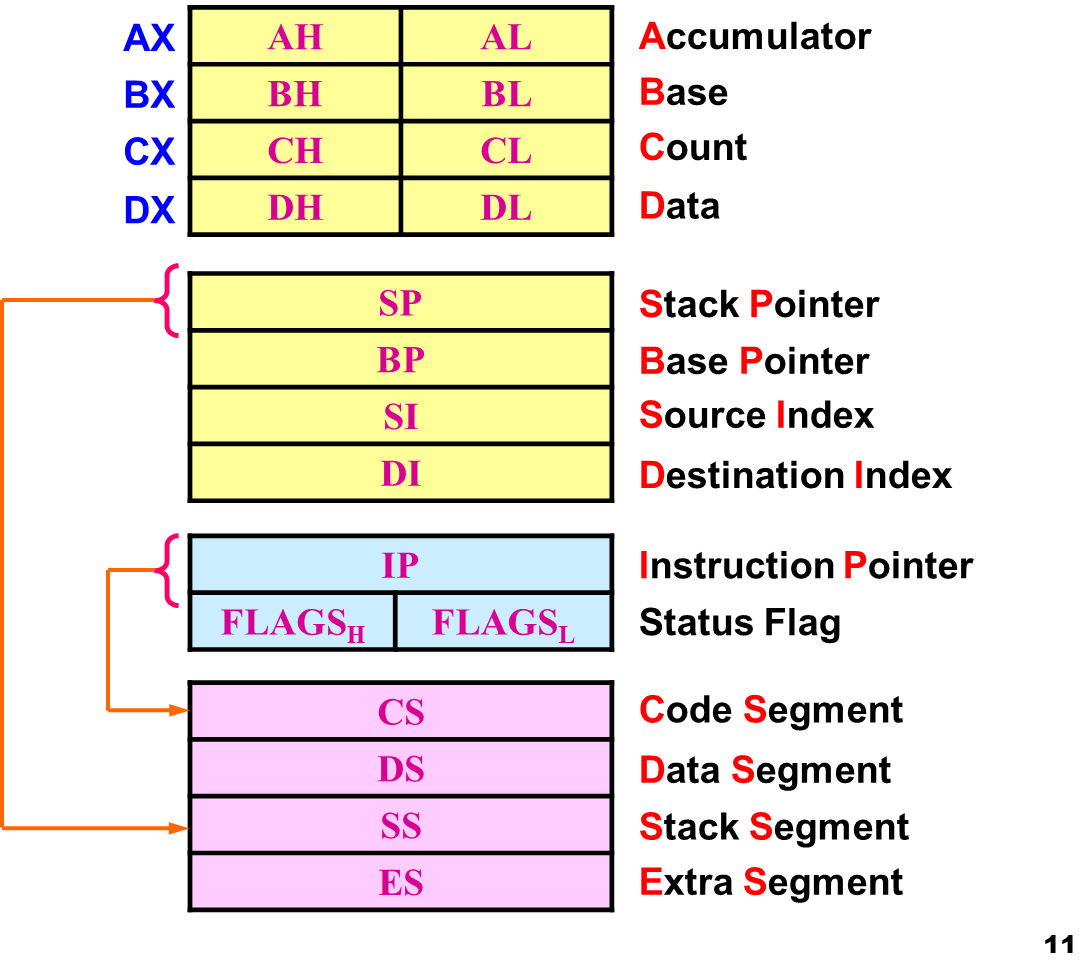 AX AH AL Accumulator
BX BH BL Base
CX CH CL Count
DX DH DL Data
SP Stack Pointer
BP Base Pointer
SI Source Index
DI Destination Index
IP Instruction Pointer
FLAGSH FLAGSL Status Flag
CS Code Segment
DS Data Segment
SS Stack Segment
ES Extra Segment
11